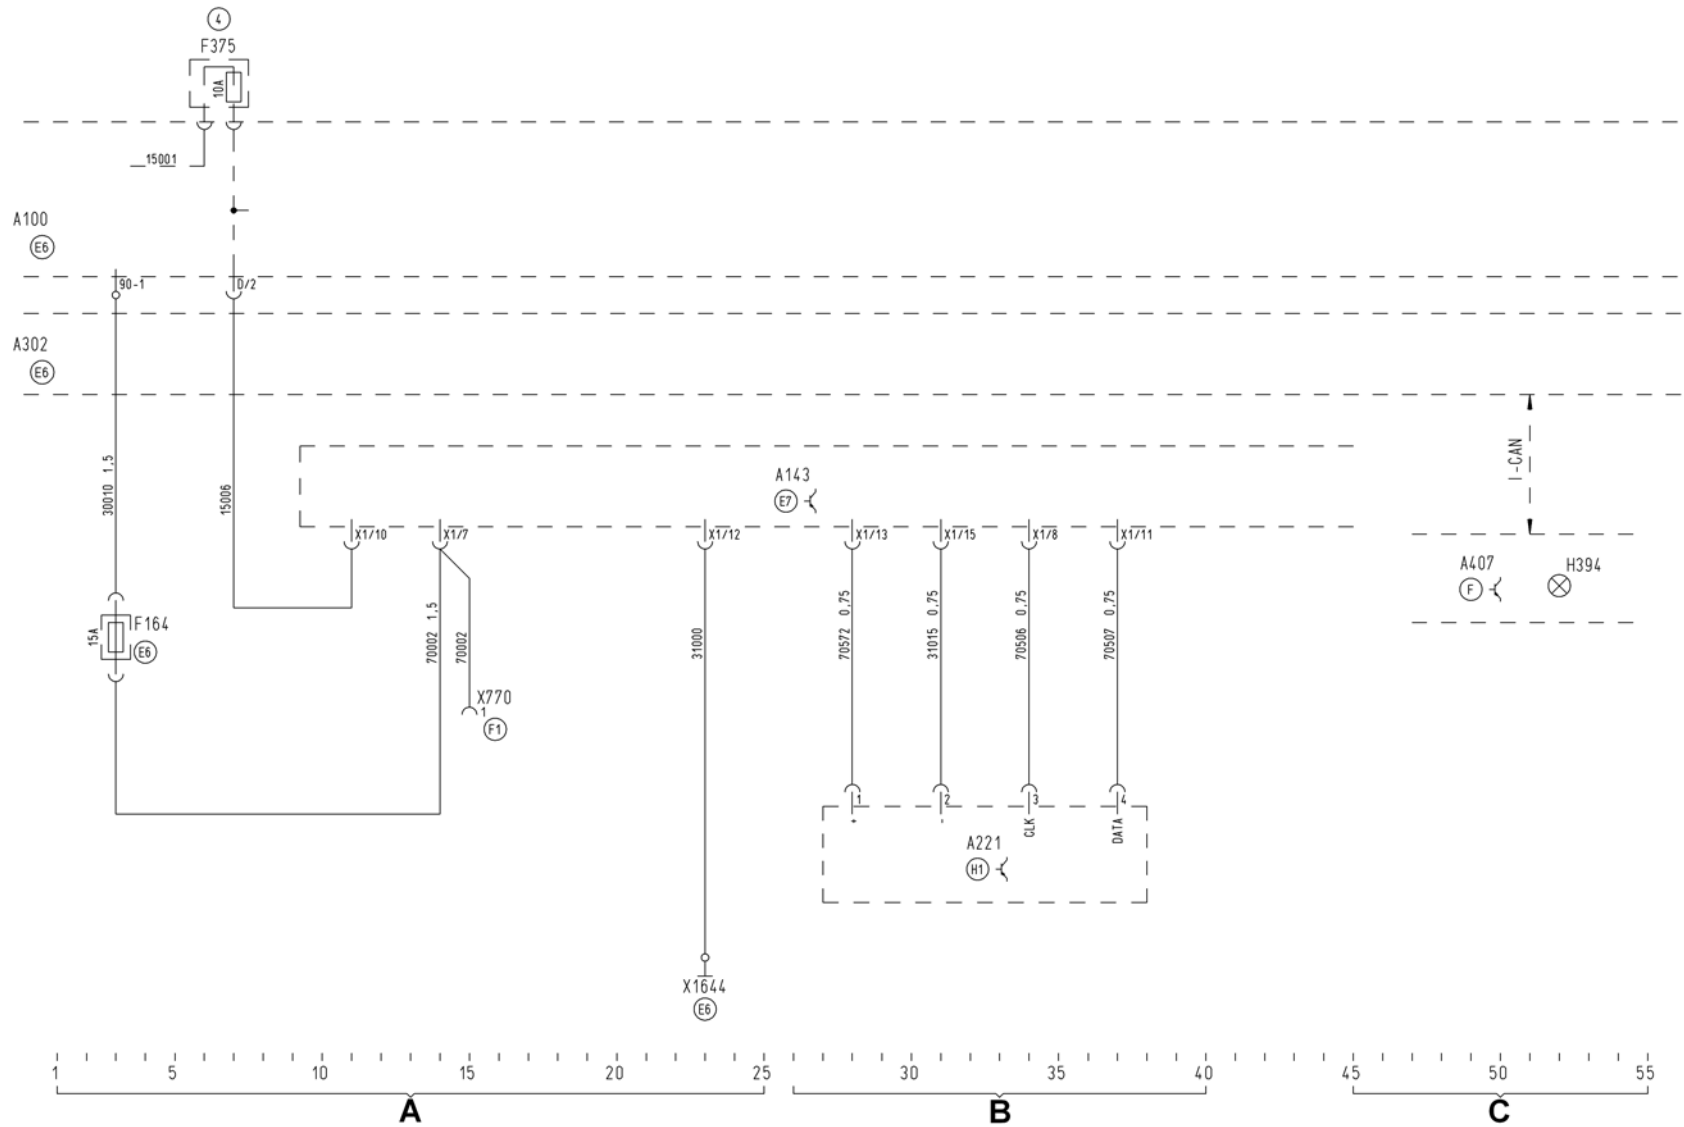 4
F375
10A
15001
A100
E6
90-1
D/2
A302
E6
30010 1,5
15006
I-CAN
A143
E7
X1/10
X1/7
X1/12
X1/13
X1/15
X1/8
X1/11
A407
F
H394
15A
F164
E6
70002 1,5
70002
31000
70572 0,75
31015 0,75
70506 0,75
70507 0,75
X770
1
F1
1
2
3
4
+
-
CLK
DATA
A221
H1
X1644
E6
1 5 10 15 20 25 30 35 40 45 50 55
A B C